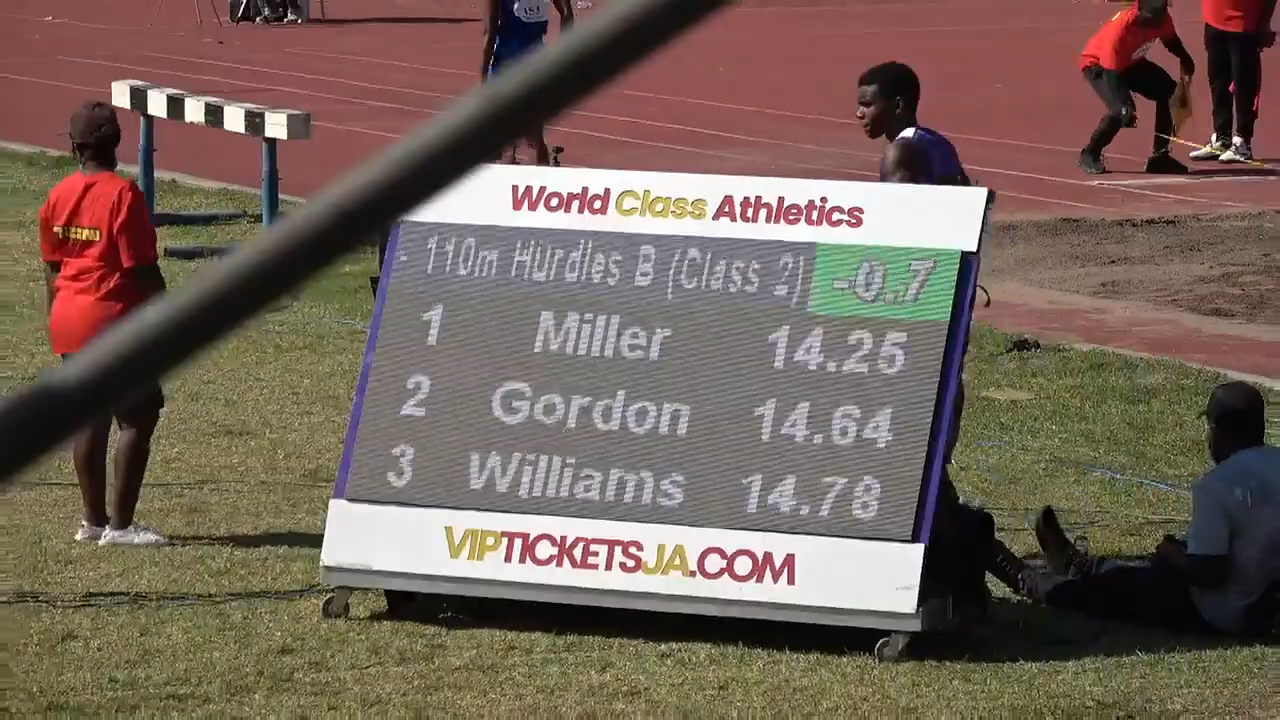 World Class Athletics
110m Hurdles B (Class 2) -0.7
1 Miller 14.25
2 Gordon 14.64
3 Williams 14.78
VIPTICKETSJA.COM